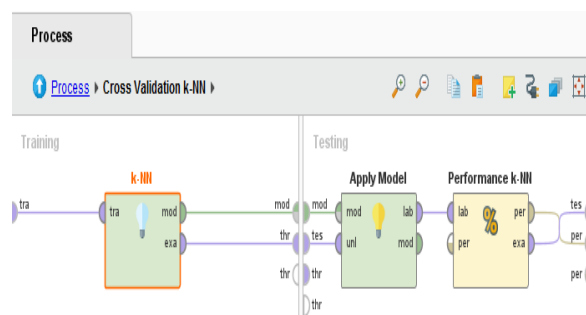 Process
Process ▸ Cross Validation k-NN ▸
Training
Testing
k-NN
Apply Model
Performance k-NN
tra
tra
mod
exa
mod
thr
thr
mod
tes
thr
thr
mod
unl
lab
mod
lab
per
per
exa
tes
per
per